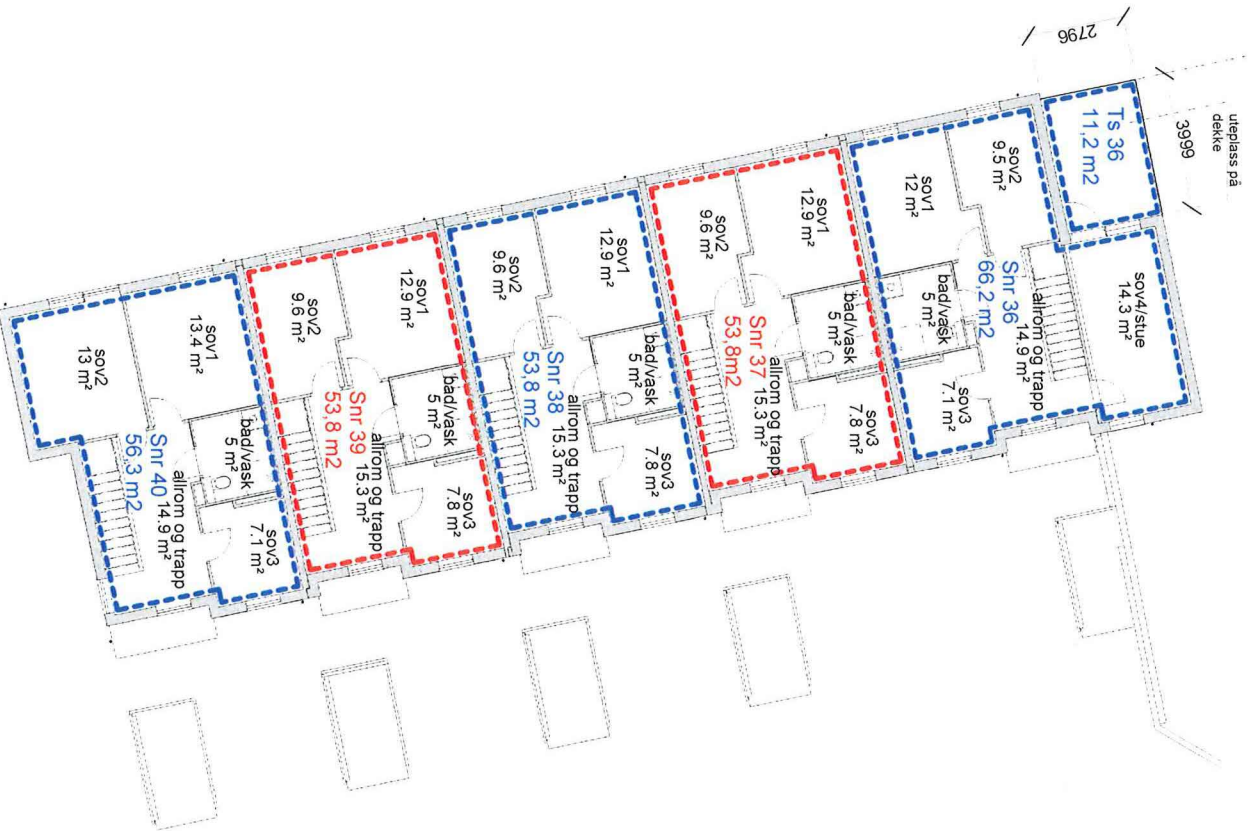 2796
3999
uteplass på
dekke
Ts 36
11,2 m2
sov2
9.5 m²
sov1
12 m²
sov4/stue
14.3 m²
Snr 36
66,2 m2
allrom og trapp
14.9 m²
bad/vask
5 m²
sov3
7.1 m²
sov1
12.9 m²
sov2
9.6 m²
bad/vask
5 m²
Snr 37
53,8m2
allrom og trapp
15.3 m²
sov3
7.8 m²
sov1
12.9 m²
sov2
9.6 m²
bad/vask
5 m²
Snr 38
53,8 m2
allrom og trapp
15.3 m²
sov3
7.8 m²
sov1
12.9 m²
sov2
9.6 m²
bad/vask
5 m²
Snr 39
53,8 m2
allrom og trapp
15.3 m²
sov3
7.8 m²
sov1
13.4 m²
sov2
13 m²
bad/vask
5 m²
Snr 40
56,3 m2
allrom og trapp
14.9 m²
sov3
7.1 m²